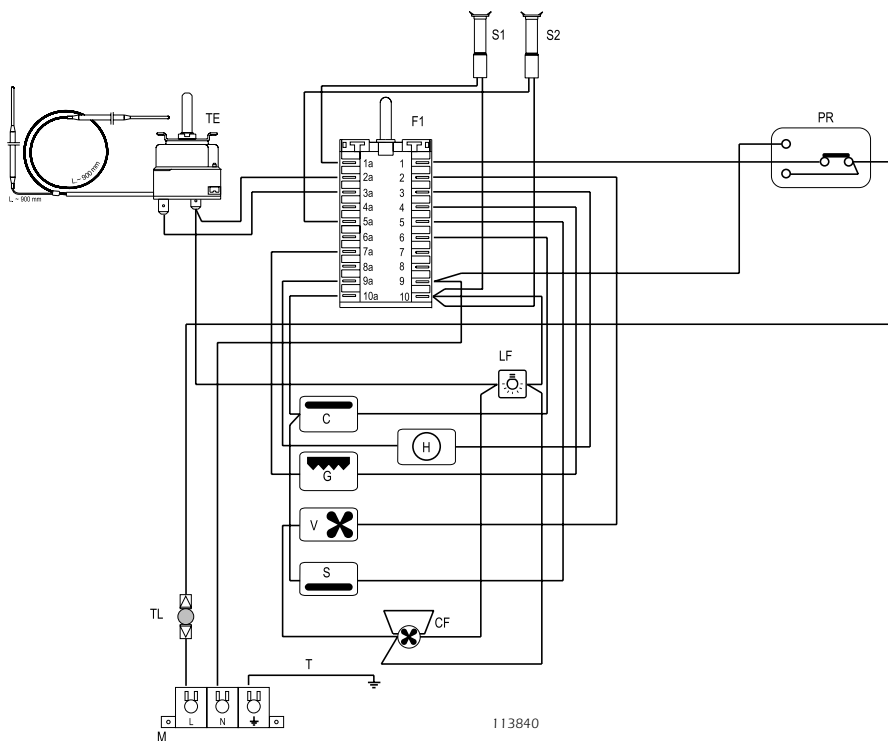 S1
S2
TE
F1
PR
L ~ 900 mm
L ~ 900 mm
1a 1
2a 2
3a 3
4a 4
5a 5
6a 6
7a 7
8a 8
9a 9
10a 10
LF
C
H
G
V
S
TL
CF
T
L N
M
113840